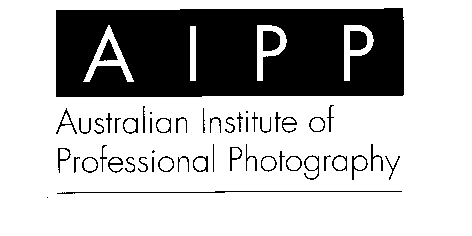 A I P P
Australian Institute of
Professional Photography